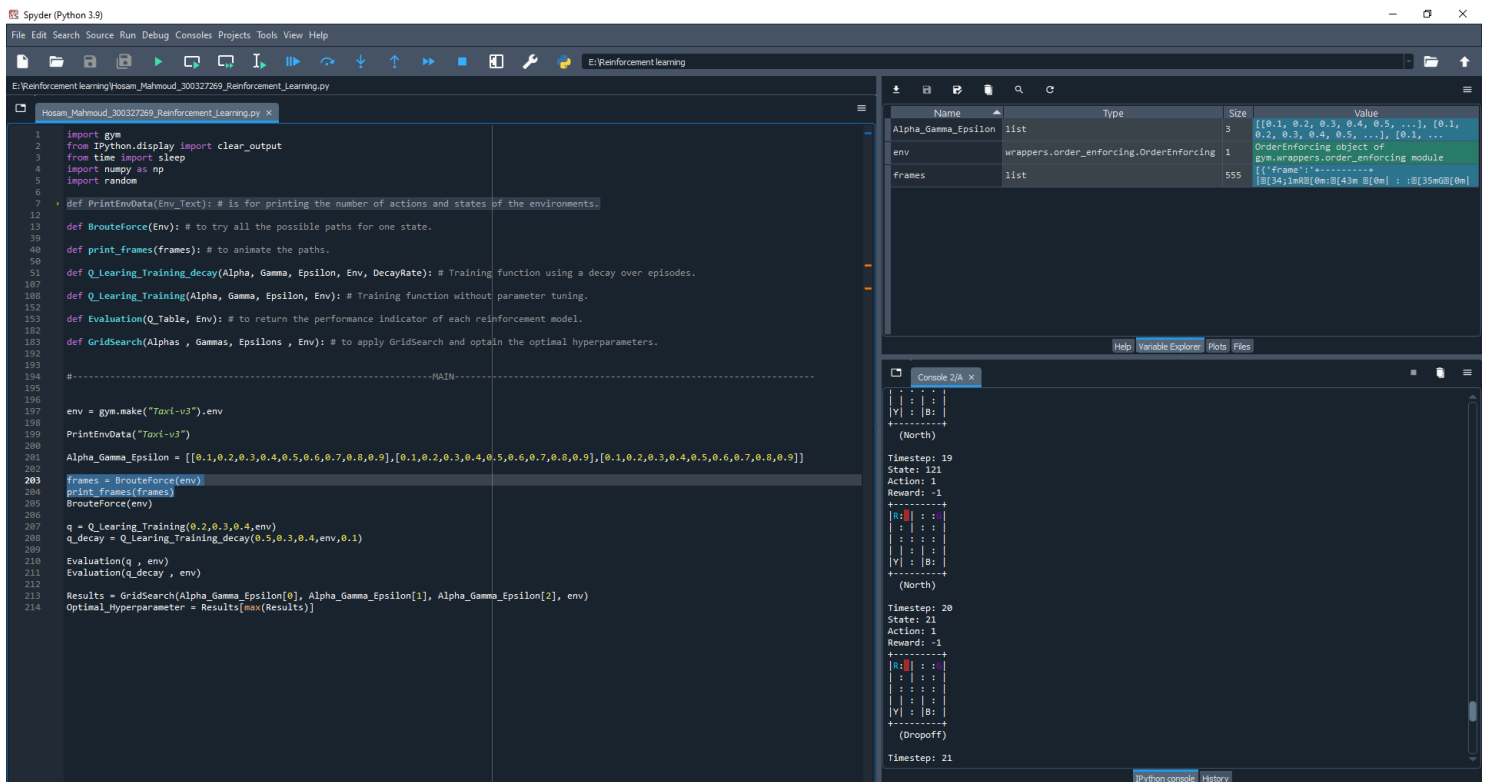 Spyder (Python 3.9)
File Edit Search Source Run Debug Consoles Projects Tools View Help
E:\Reinforcement learning
E:\Reinforcement learning\Hosam_Mahmoud_300327269_Reinforcement_Learning.py
Hosam_Mahmoud_300327269_Reinforcement_Learning.py
1 import gym
2 from IPython.display import clear_output
3 from time import sleep
4 import numpy as np
5 import random
6
7 def PrintEnvData(Env_Text): # is for printing the number of actions and states of the environments.
12
13 def BrouteForce(Env): # to try all the possible paths for one state.
39
40 def print_frames(frames): # to animate the paths.
50
51 def Q_Learing_Training_decay(Alpha, Gamma, Epsilon, Env, DecayRate): # Training function using a decay over episodes.
107
108 def Q_Learing_Training(Alpha, Gamma, Epsilon, Env): # Training function without parameter tuning.
152
153 def Evaluation(Q_Table, Env): # to return the performance indicator of each reinforcement model.
182
183 def GridSearch(Alphas , Gammas, Epsilons , Env): # to apply GridSearch and optain the optimal hyperparameters.
192
193
194 #-------------------------------------------------------------------MAIN-------------------------------------------------------------------
195
196
197 env = gym.make("Taxi-v3").env
198
199 PrintEnvData("Taxi-v3")
200
201 Alpha_Gamma_Epsilon = [[0.1,0.2,0.3,0.4,0.5,0.6,0.7,0.8,0.9],[0.1,0.2,0.3,0.4,0.5,0.6,0.7,0.8,0.9],[0.1,0.2,0.3,0.4,0.5,0.6,0.7,0.8,0.9]]
202
203 frames = BrouteForce(env)
204 print_frames(frames)
205 BrouteForce(env)
206
207 q = Q_Learing_Training(0.2,0.3,0.4,env)
208 q_decay = Q_Learing_Training_decay(0.5,0.3,0.4,env,0.1)
209
210 Evaluation(q , env)
211 Evaluation(q_decay , env)
212
213 Results = GridSearch(Alpha_Gamma_Epsilon[0], Alpha_Gamma_Epsilon[1], Alpha_Gamma_Epsilon[2], env)
214 Optimal_Hyperparameter = Results[max(Results)]
Name Type Size Value
Alpha_Gamma_Epsilon list 3 [[0.1, 0.2, 0.3, 0.4, 0.5, ...], [0.1,
0.2, 0.3, 0.4, 0.5, ...], [0.1, ...
env wrappers.order_enforcing.OrderEnforcing 1 OrderEnforcing object of
gym.wrappers.order_enforcing module
frames list 555 [{'frame':'+---------+
|[34;1mR[0m:[43m [0m| : :[35mG[0m|
Help Variable Explorer Plots Files
Console 2/A
| | : | : |
|Y| : |B: |
+---------+
(North)
Timestep: 19
State: 121
Action: 1
Reward: -1
+---------+
|R: | : :G|
| : | : : |
| : : : : |
| | : | : |
|Y| : |B: |
+---------+
(North)
Timestep: 20
State: 21
Action: 1
Reward: -1
+---------+
|R: | : :G|
| : | : : |
| : : : : |
| | : | : |
|Y| : |B: |
+---------+
(Dropoff)
Timestep: 21
IPython console History